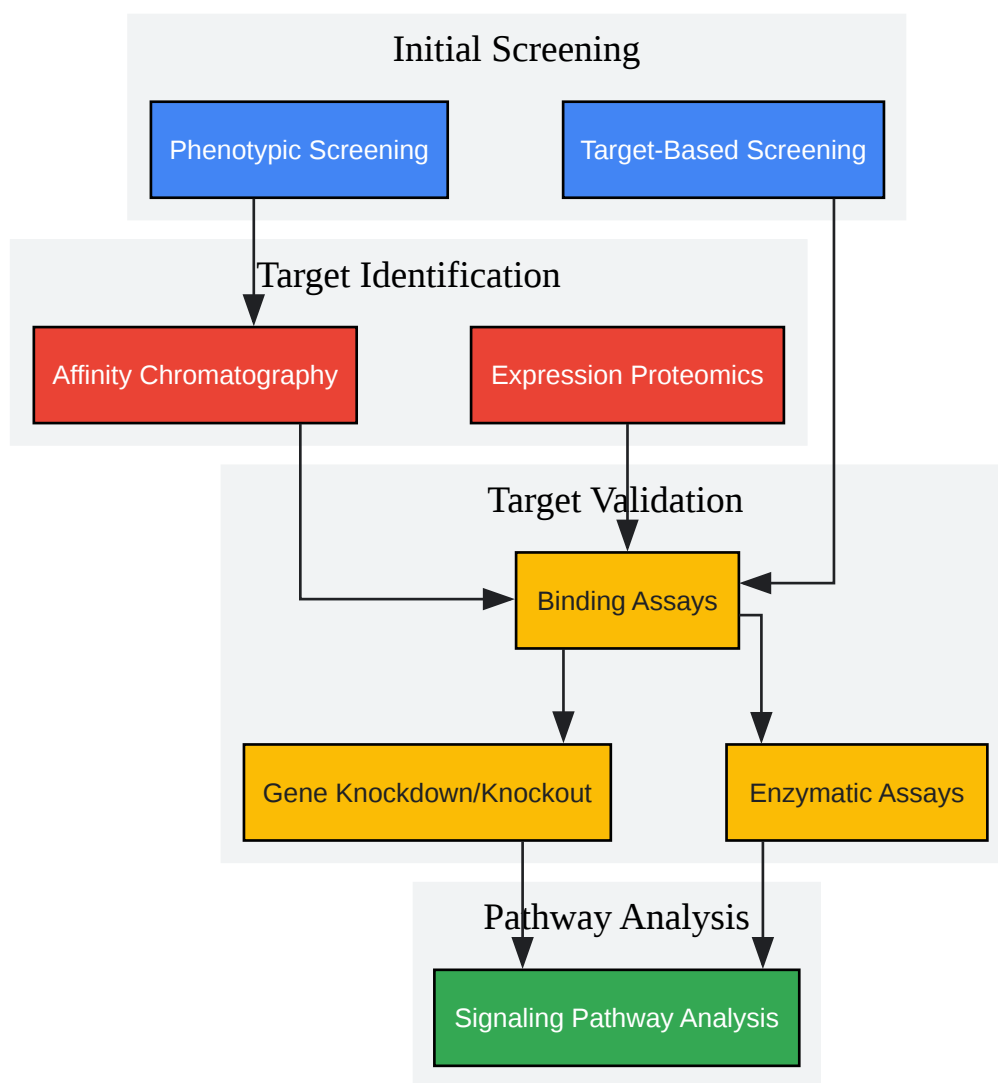 Initial Screening
Phenotypic Screening
Target-Based Screening
Target Identification
Affinity Chromatography
Expression Proteomics
Target Validation
Binding Assays
Gene Knockdown/Knockout
Enzymatic Assays
Pathway Analysis
Signaling Pathway Analysis